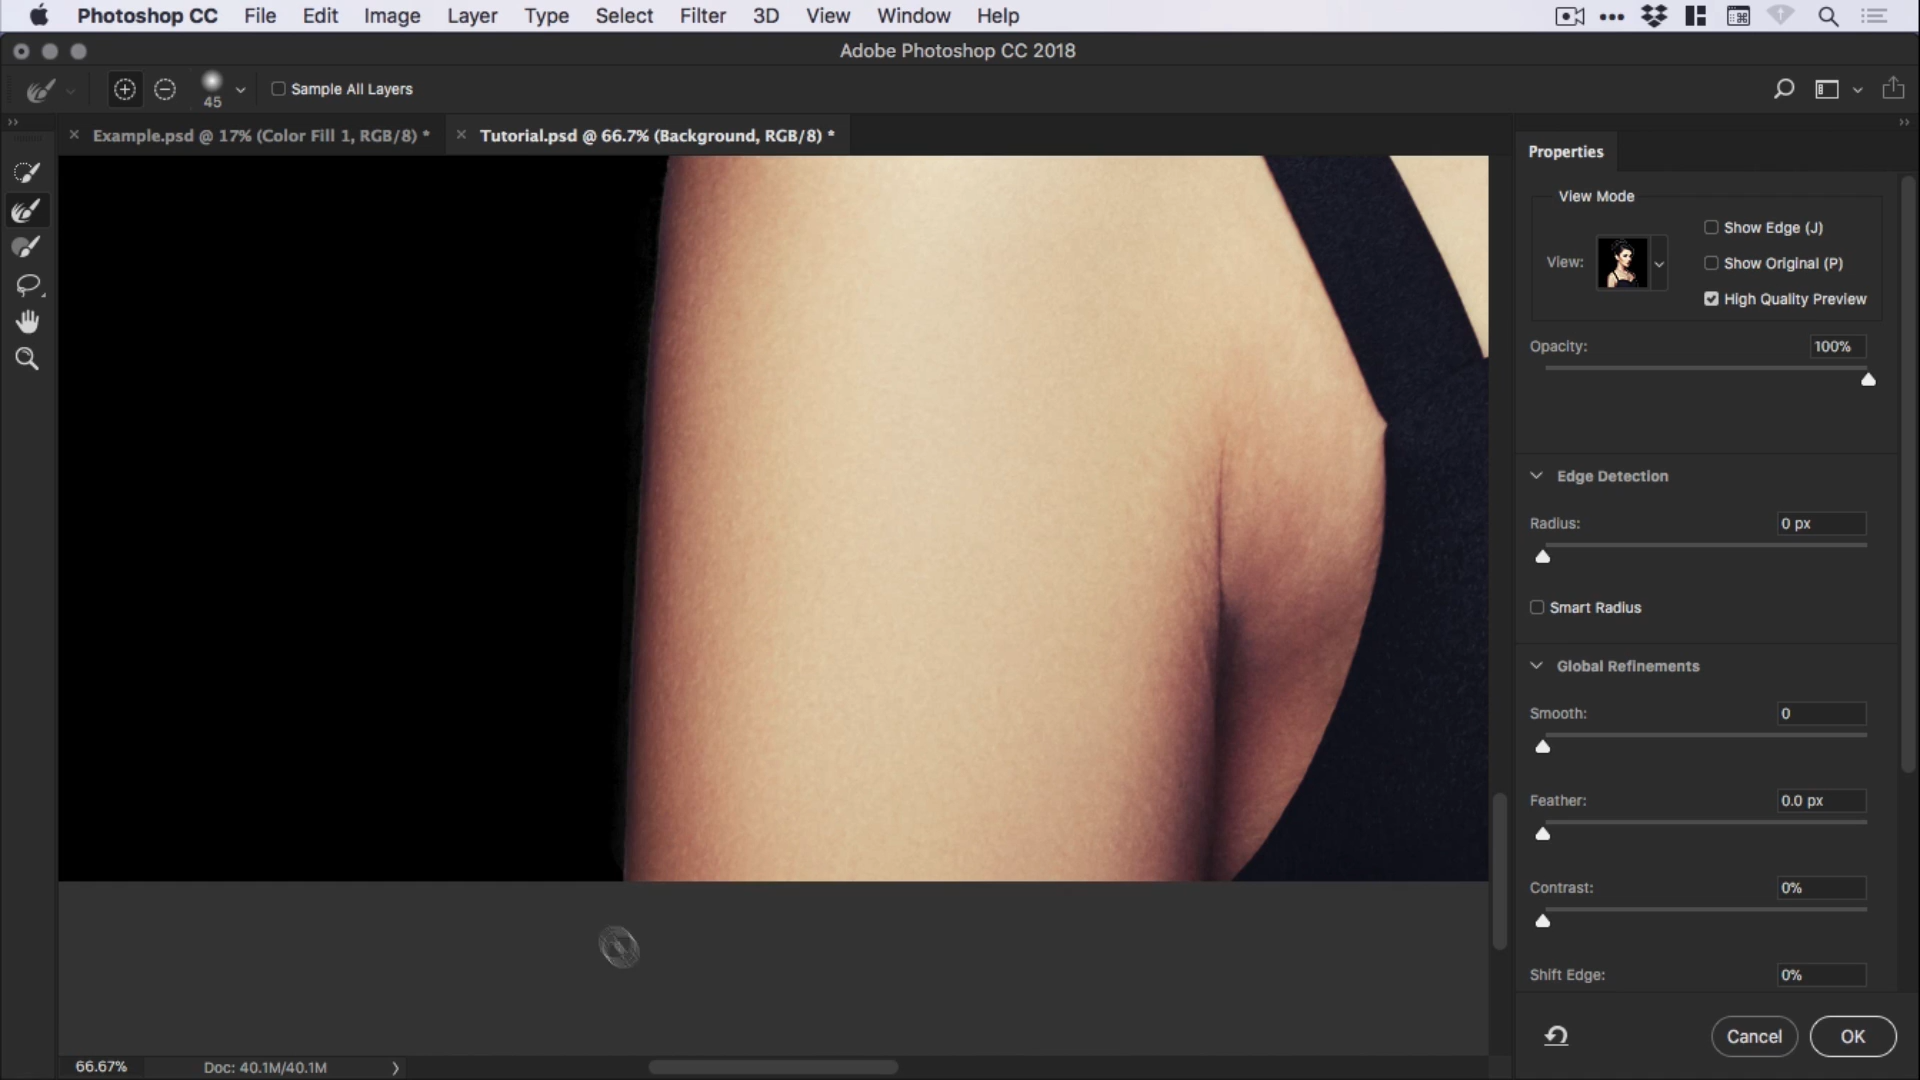 Photoshop CC File Edit Image Layer Type Select Filter 3D View Window Help
Adobe Photoshop CC 2018
45 Sample All Layers
Example.psd @ 17% (Color Fill 1, RGB/8) * Tutorial.psd @ 66.7% (Background, RGB/8) *
Properties
View Mode
View:
Show Edge (J)
Show Original (P)
High Quality Preview
Opacity: 100%
Edge Detection
Radius: 0 px
Smart Radius
Global Refinements
Smooth: 0
Feather: 0.0 px
Contrast: 0%
Shift Edge: 0%
Cancel OK
66.67% Doc: 40.1M/40.1M